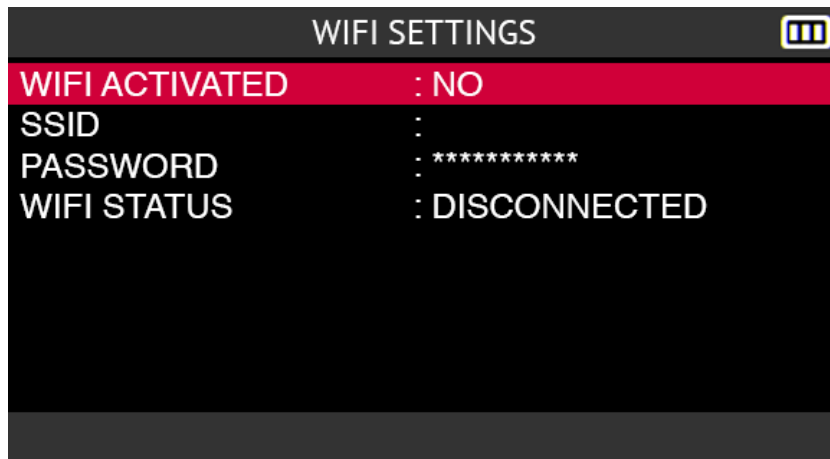 WIFI SETTINGS
WIFI ACTIVATED : NO
SSID :
PASSWORD : ***********
WIFI STATUS : DISCONNECTED